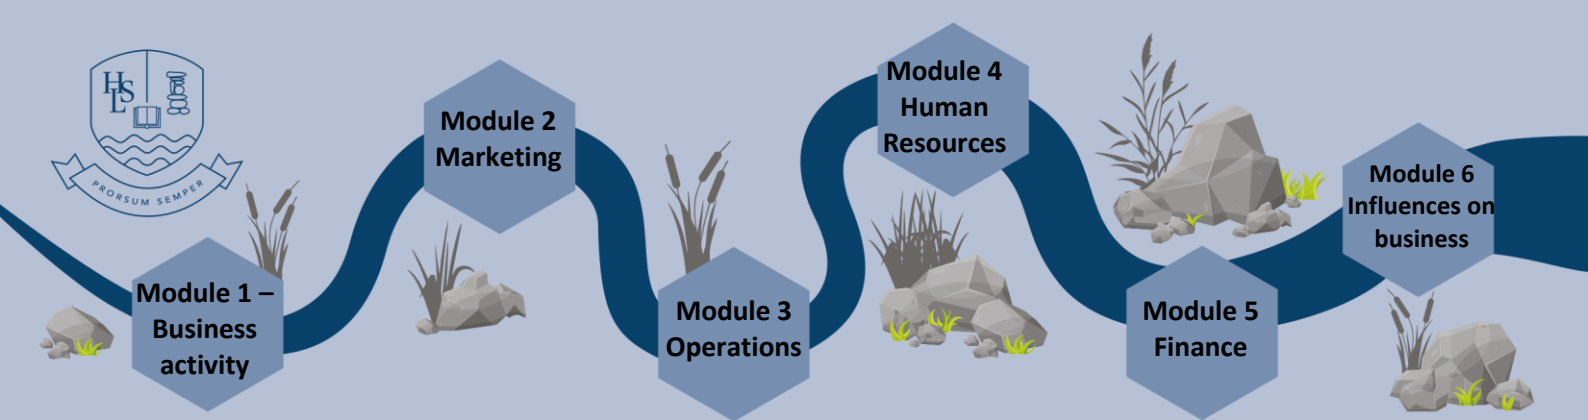 HLS
PRORSUM SEMPER
Module 1 –
Business
activity
Module 2
Marketing
Module 3
Operations
Module 4
Human
Resources
Module 5
Finance
Module 6
Influences on
business